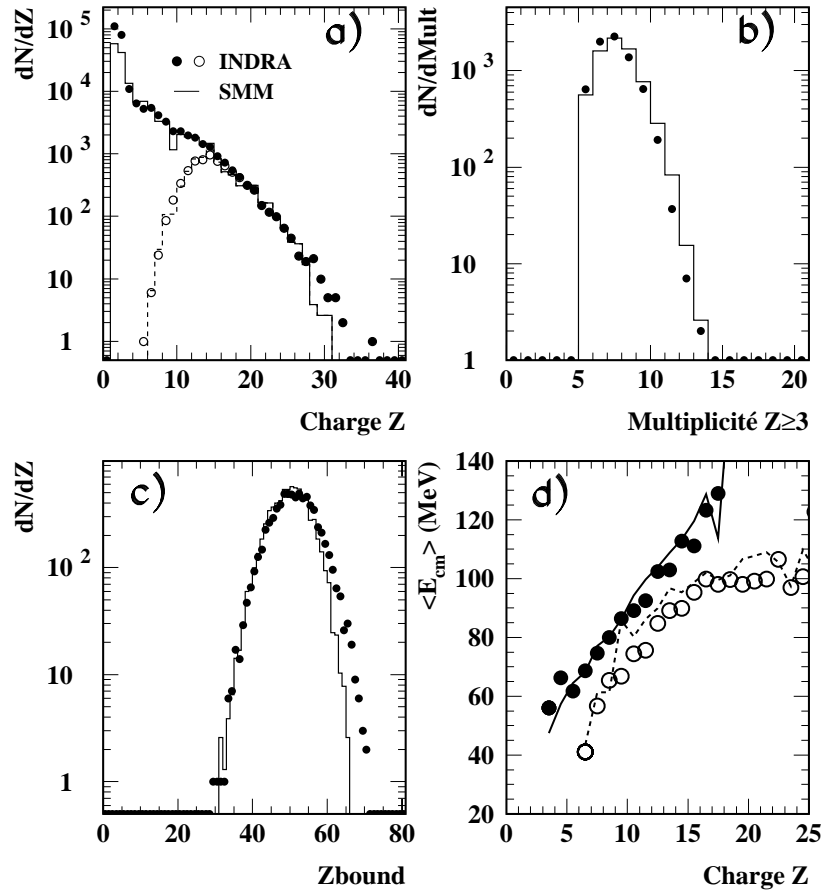 dN/dZ
a)
INDRA
SMM
10 5
10 4
10 3
10 2
10
1
0 10 20 30 40
Charge Z
dN/dMult
b)
10 3
10 2
10
1
0 5 10 15 20
Multiplicité Z≥3
dN/dZ
c)
10 2
10
1
0 20 40 60 80
Zbound
<E_cm> (MeV)
d)
140
120
100
80
60
40
20
0 5 10 15 20 25
Charge Z